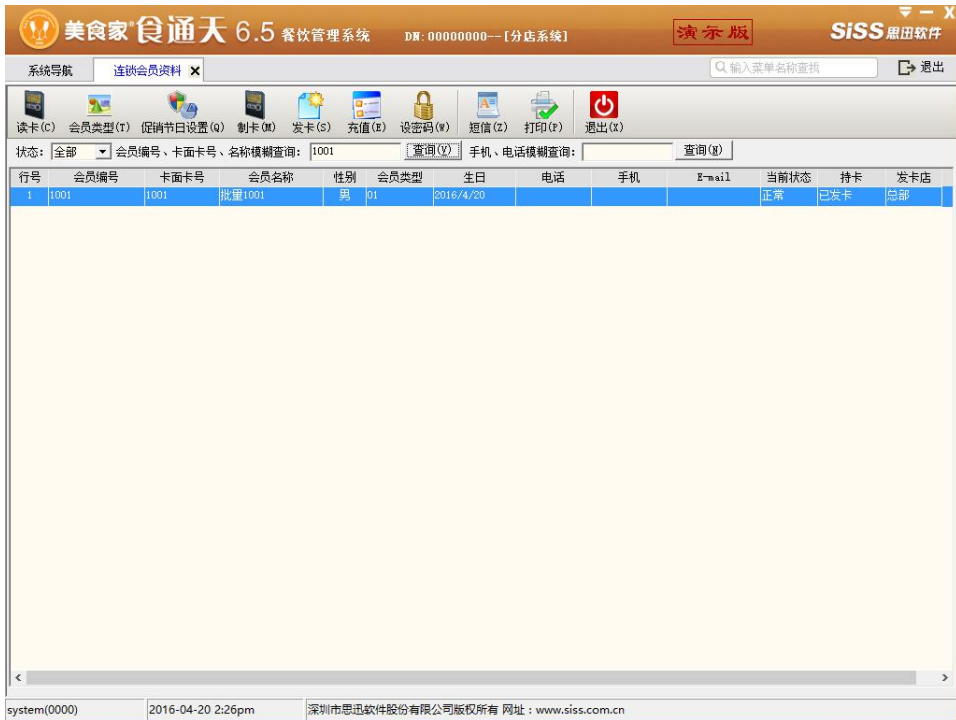 美食家®食通天 6.5 餐饮管理系统 DN:00000000--[分店系统] 演示版 SiSS 思迅软件
系统导航 连锁会员资料 输入菜单名称查找 退出
读卡(C) 会员类型(T) 促销节日设置(Q) 制卡(M) 发卡(S) 充值(E) 设密码(W) 短信(Z) 打印(P) 退出(X)
状态: 全部 会员编号、卡面卡号、名称模糊查询: 1001 查询(V) 手机、电话模糊查询: 查询(N)
行号 会员编号 卡面卡号 会员名称 性别 会员类型 生日 电话 手机 E-mail 当前状态 持卡 发卡店
1 1001 1001 批量1001 男 01 2016/4/20 正常 已发卡 总部
system(0000) 2016-04-20 2:26pm 深圳市思迅软件股份有限公司版权所有 网址：www.siss.com.cn